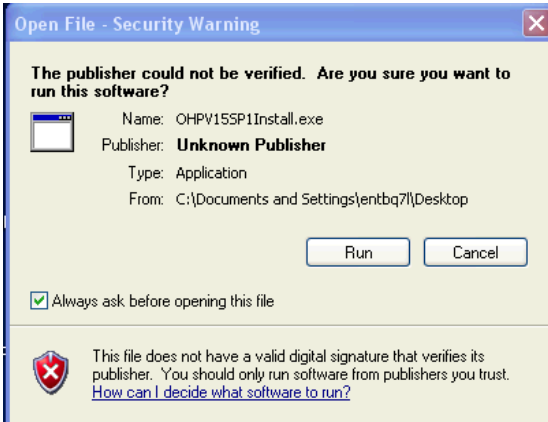 Open File - Security Warning
The publisher could not be verified. Are you sure you want to
run this software?
Name: OHPV15SP1Install.exe
Publisher: Unknown Publisher
Type: Application
From: C:\Documents and Settings\entbq7l\Desktop
Run Cancel
Always ask before opening this file
This file does not have a valid digital signature that verifies its
publisher. You should only run software from publishers you trust.
How can I decide what software to run?